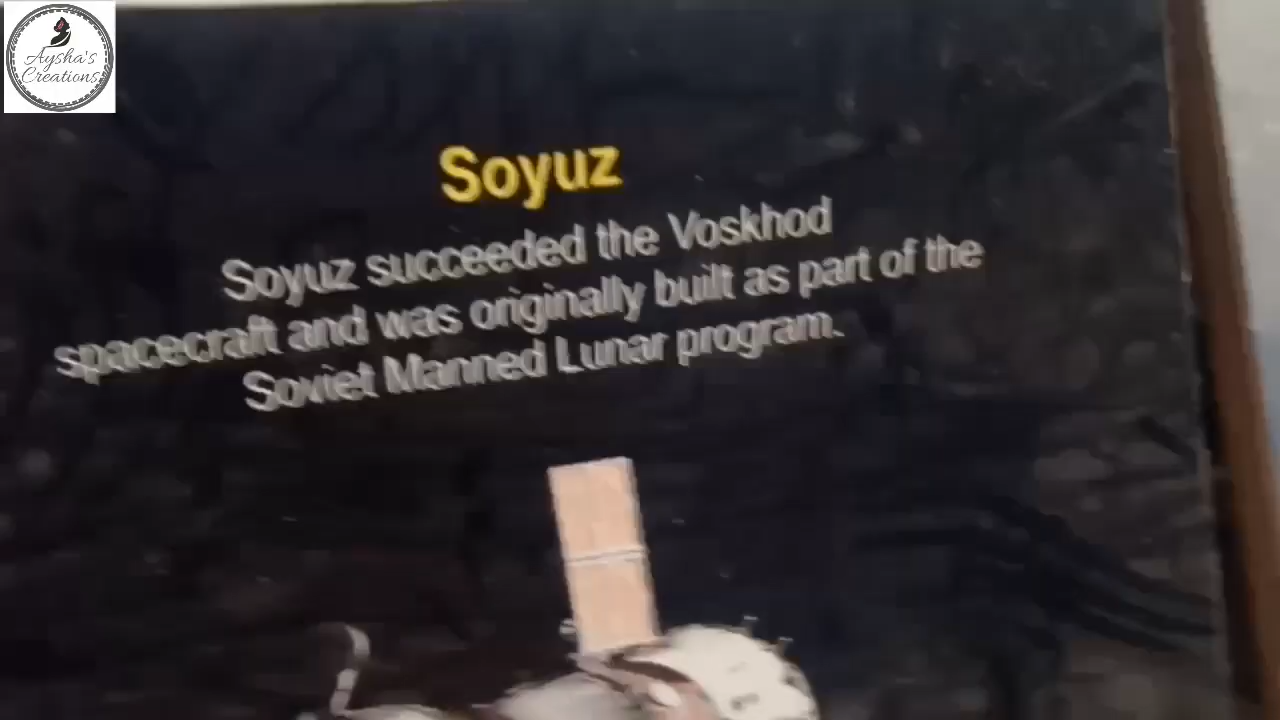 Aysha's
Creations
Soyuz
Soyuz succeeded the Voskhod
spacecraft and was originally built as part of the
Soviet Manned Lunar program.